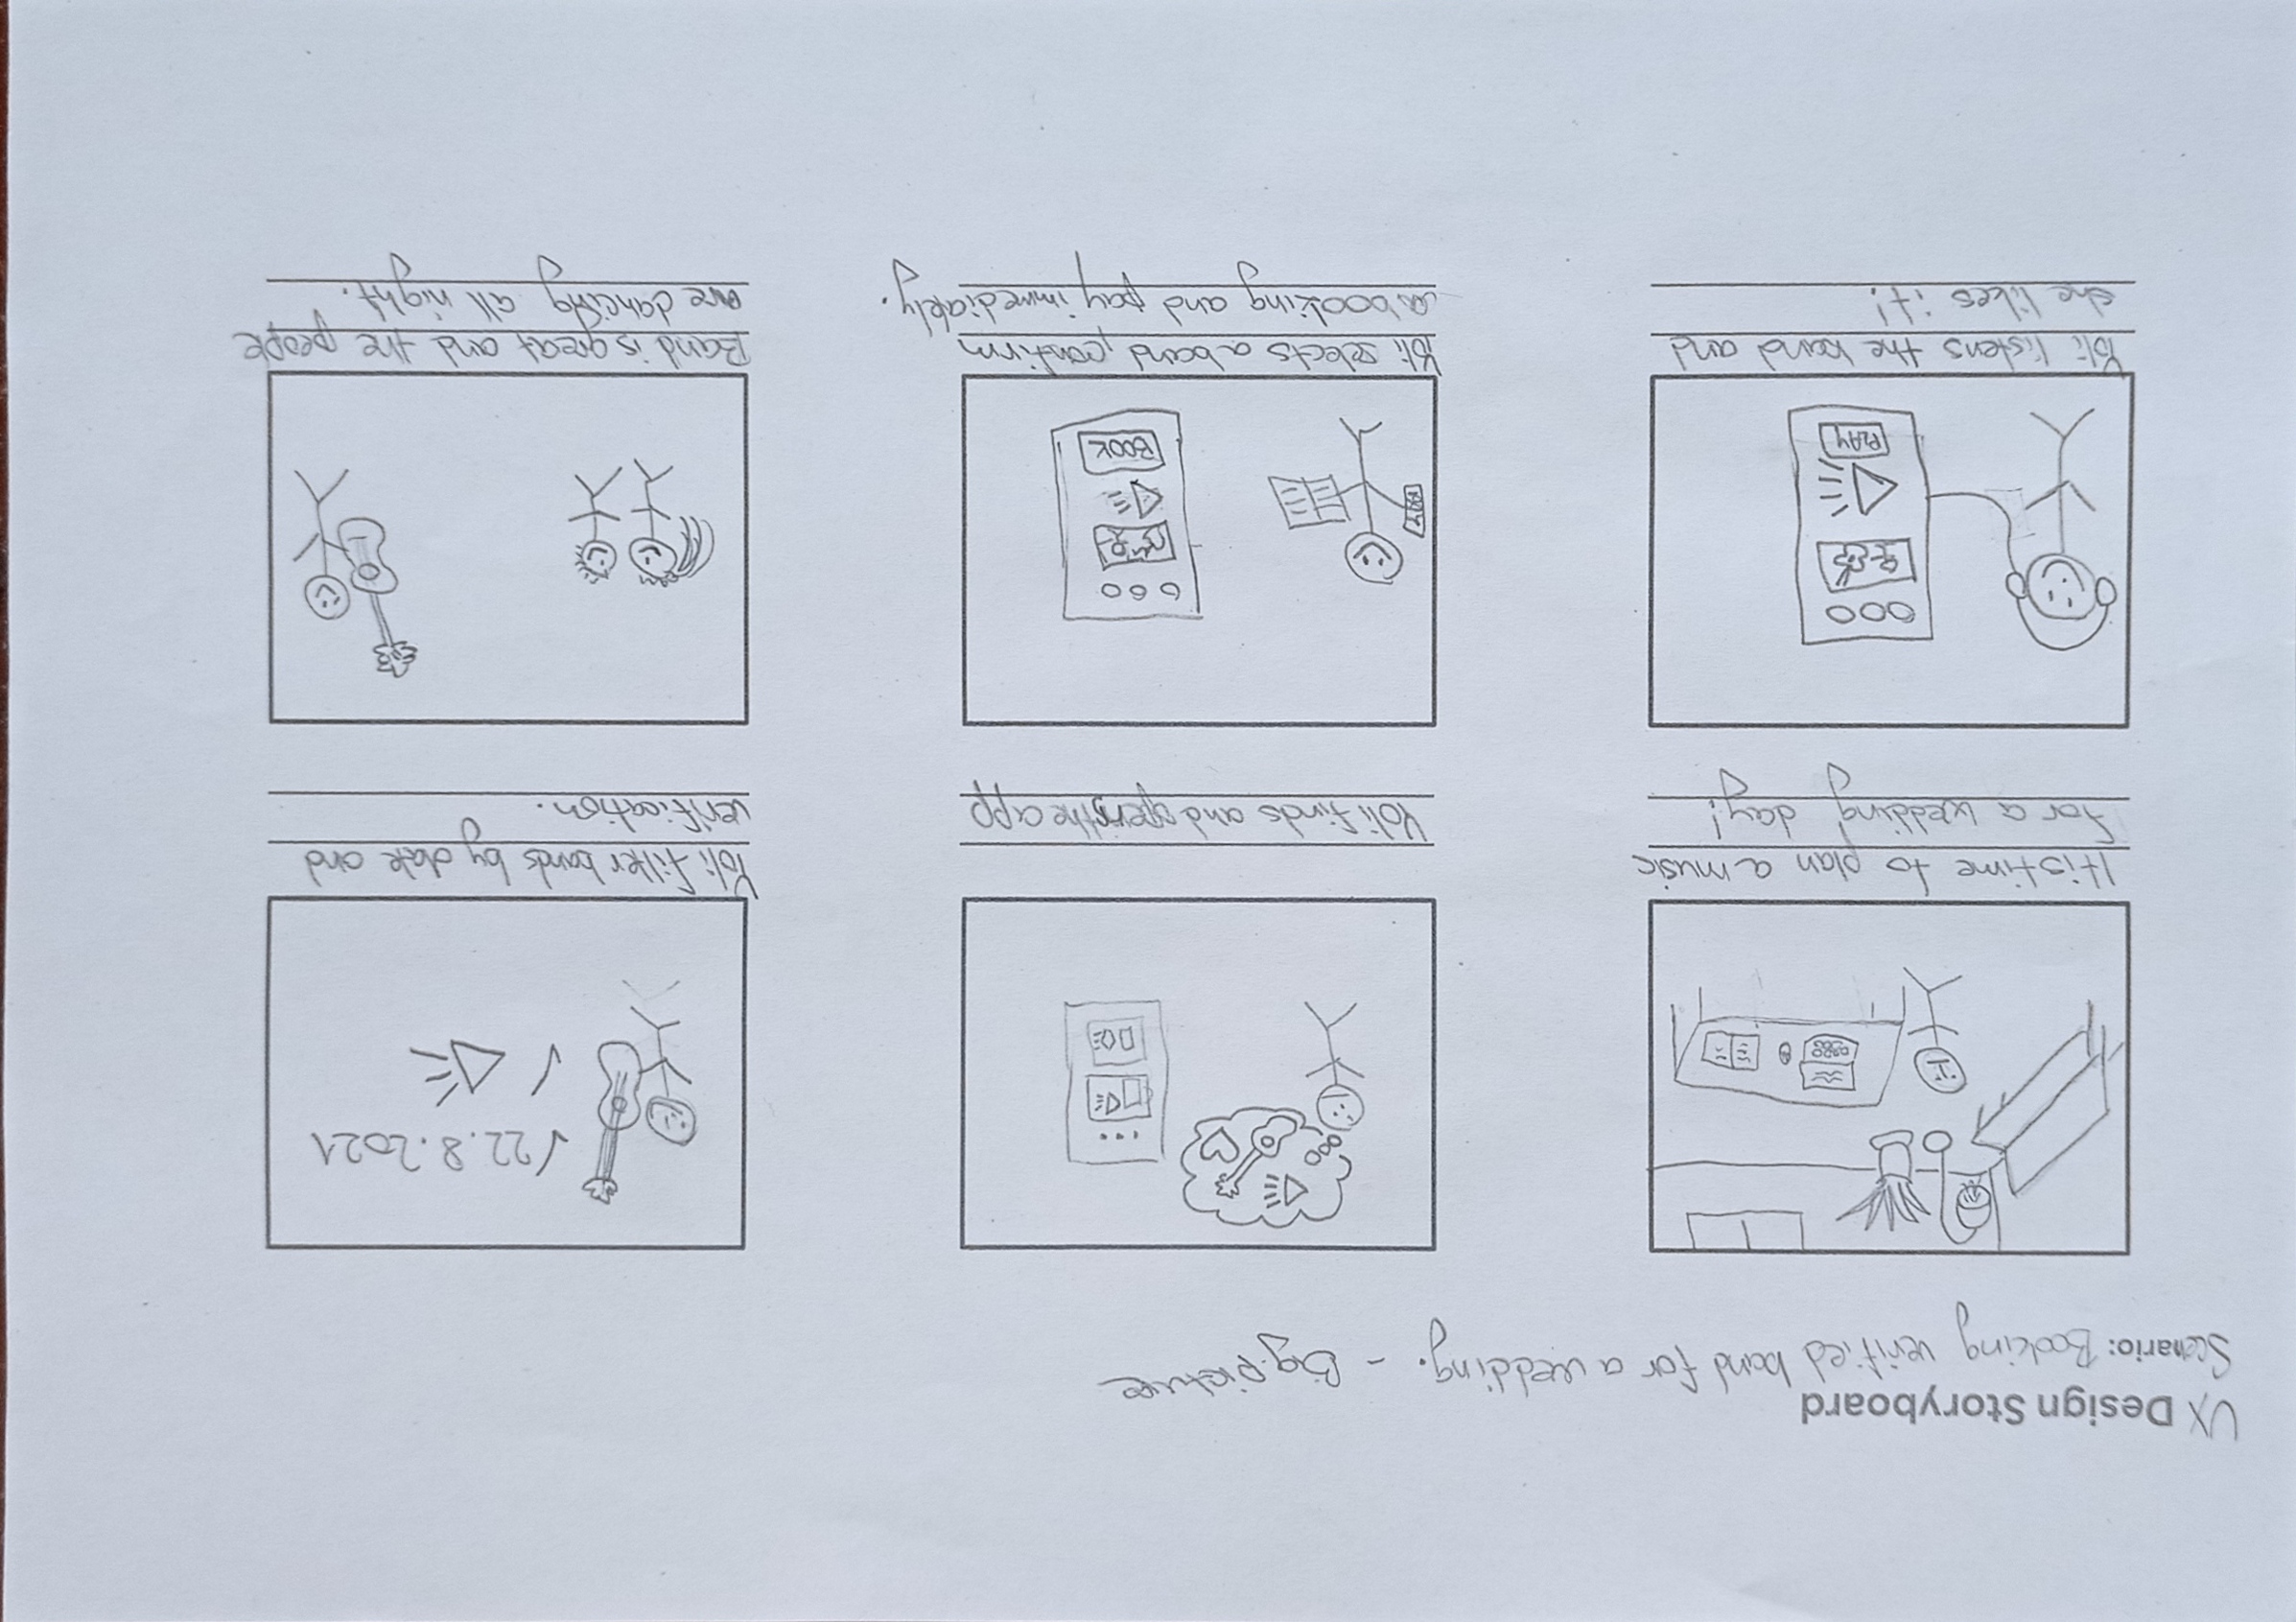 UX Design Storyboard
Scenario: Booking verified band for a wedding. - Big picture
It is time to plan a music
for a wedding day!
Yoli finds and opens the app
22.8.2021
Yoli filter bands by date and
verification.
PLAY
Yoli listens the band and
she likes it!
BOOK
Yoli selects a band, confirm
a booking and pay immediately.
Band is great and the people
are dancing all night.